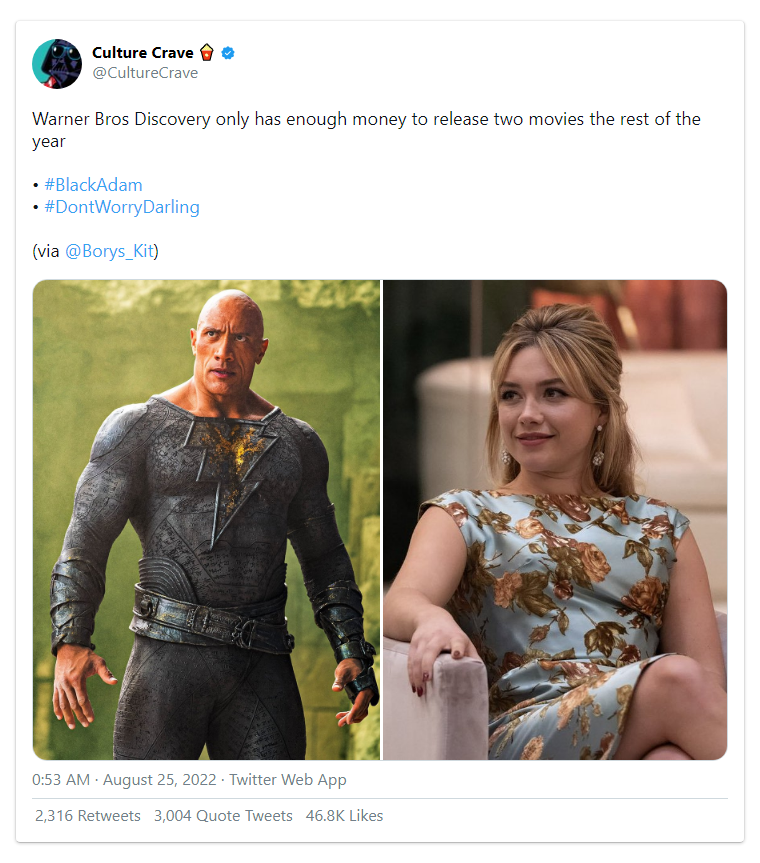 Culture Crave 🍿
@CultureCrave
Warner Bros Discovery only has enough money to release two movies the rest of the
year
• #BlackAdam
• #DontWorryDarling
(via @Borys_Kit)
0:53 AM · August 25, 2022 · Twitter Web App
2,316 Retweets 3,004 Quote Tweets 46.8K Likes